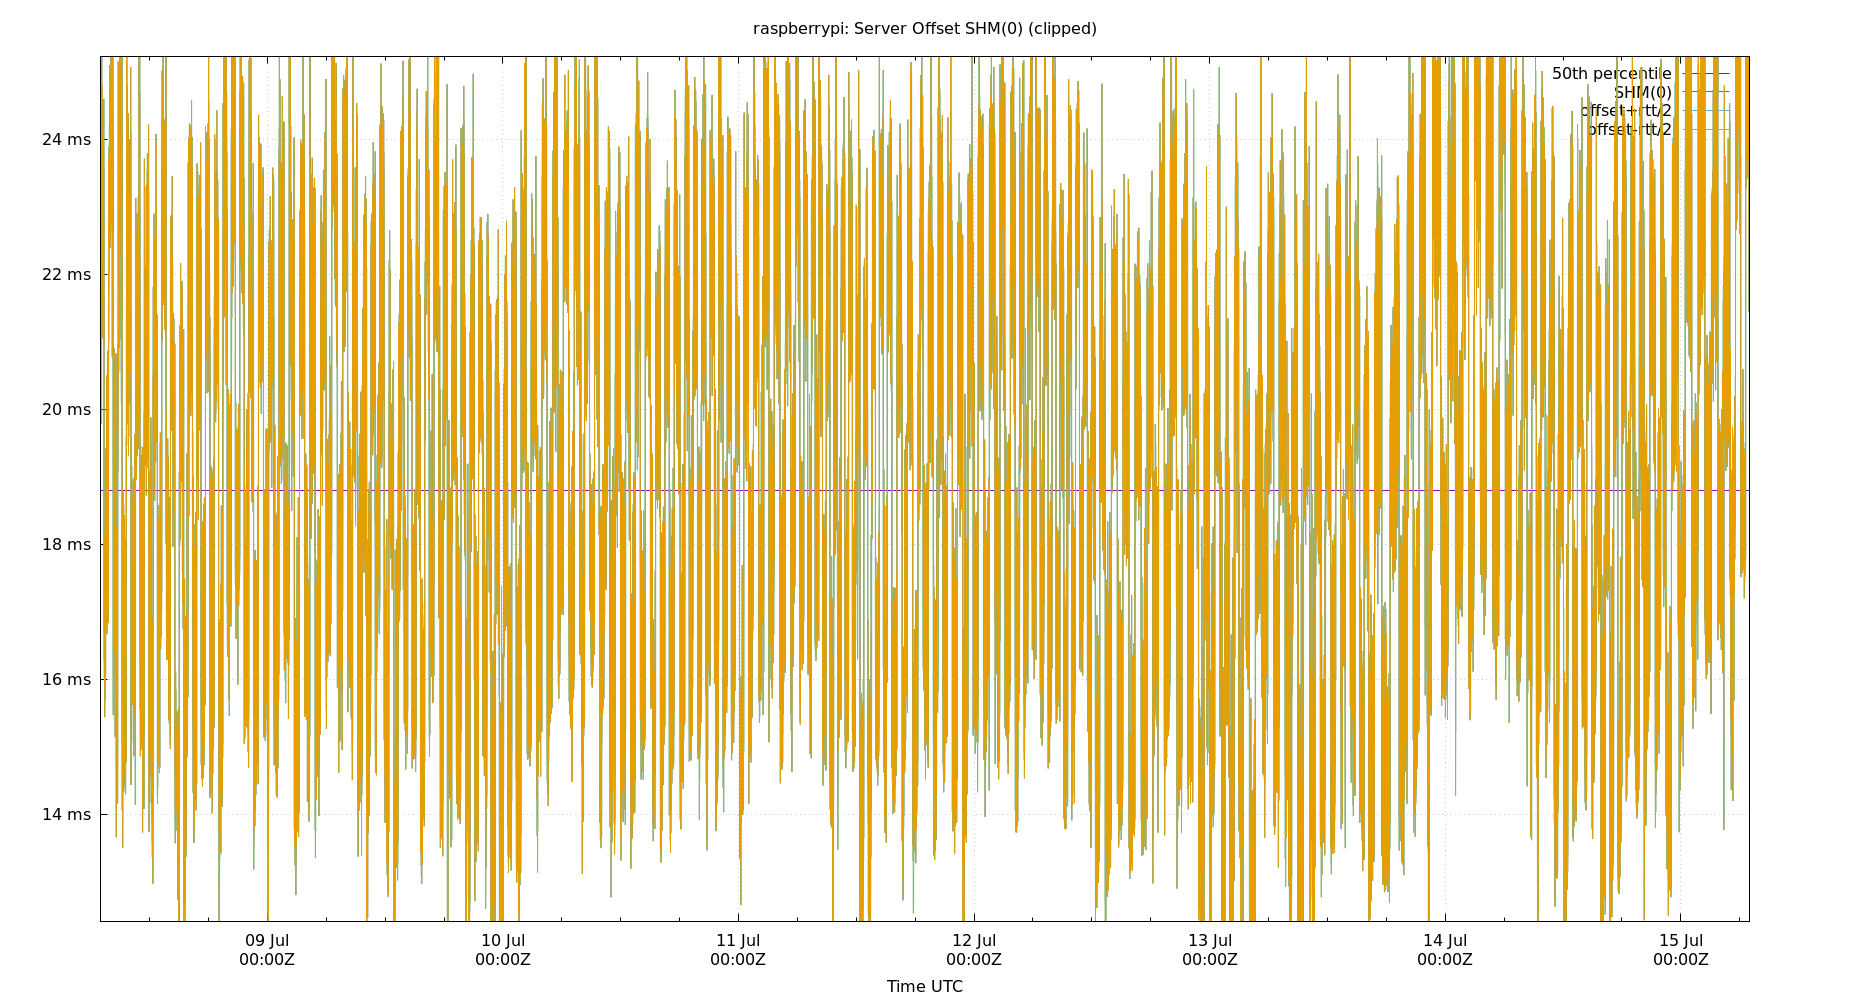 raspberrypi: Server Offset SHM(0) (clipped)
50th percentile
SHM(0)
offset+rtt/2
offset-rtt/2
24 ms
22 ms
20 ms
18 ms
16 ms
14 ms
09 Jul 10 Jul 11 Jul 12 Jul 13 Jul 14 Jul 15 Jul
00:00Z 00:00Z 00:00Z 00:00Z 00:00Z 00:00Z 00:00Z
Time UTC